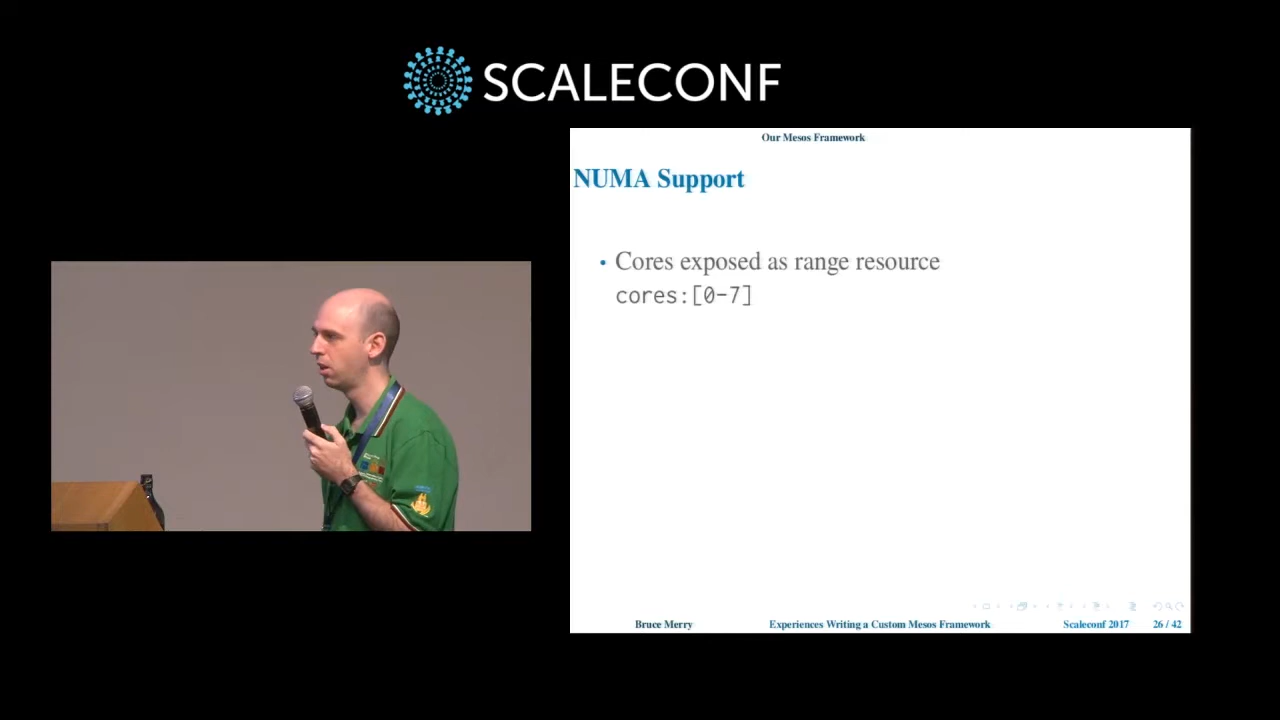 SCALECONF
Our Mesos Framework
NUMA Support
• Cores exposed as range resource
cores:[0-7]
Bruce Merry Experiences Writing a Custom Mesos Framework Scaleconf 2017 26 / 42